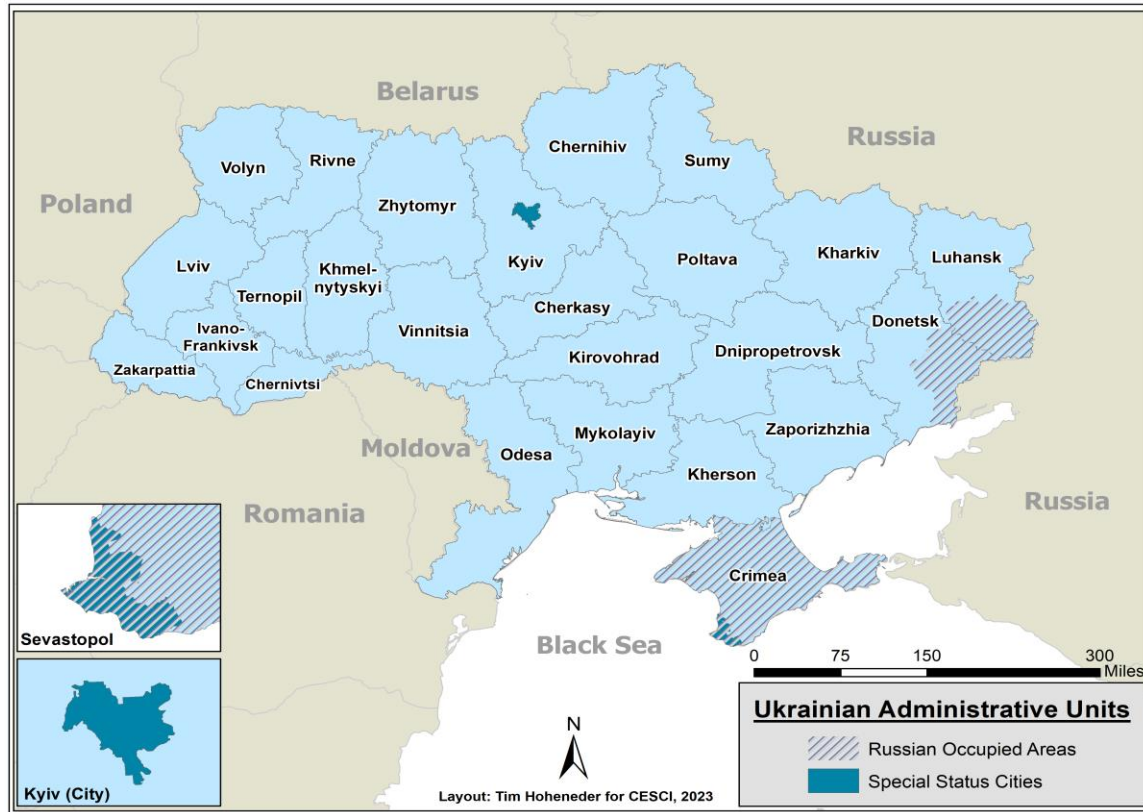 Belarus
Russia
Poland
Volyn
Rivne
Chernihiv
Sumy
Zhytomyr
Kyiv
Lviv
Ternopil
Khmel-
nytyskyi
Poltava
Kharkiv
Luhansk
Ivano-
Frankivsk
Vinnitsia
Cherkasy
Donetsk
Zakarpattia
Chernivtsi
Kirovohrad
Dnipropetrovsk
Moldova
Odesa
Mykolayiv
Zaporizhzhia
Kherson
Romania
Russia
Crimea
Black Sea
Sevastopol
Kyiv (City)
0 75 150 300
Miles
N
Layout: Tim Hoheneder for CESCI, 2023
Ukrainian Administrative Units
Russian Occupied Areas
Special Status Cities